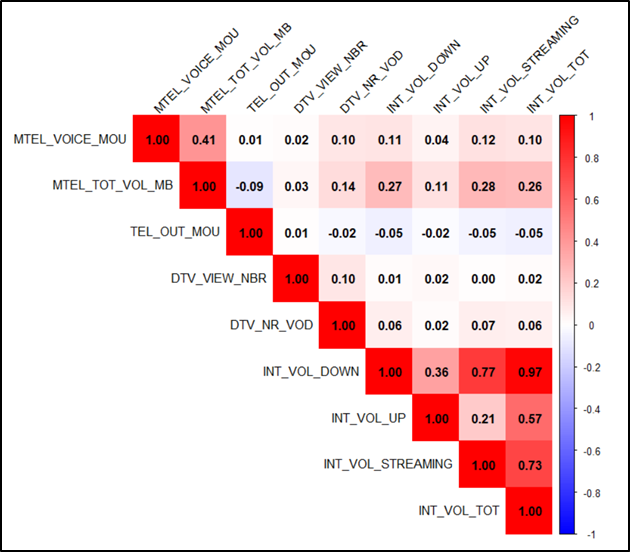 MTEL_VOICE_MOU
MTEL_TOT_VOL_MB
TEL_OUT_MOU
DTV_VIEW_NBR
DTV_NR_VOD
INT_VOL_DOWN
INT_VOL_UP
INT_VOL_STREAMING
INT_VOL_TOT
MTEL_VOICE_MOU 1.00 0.41 0.01 0.02 0.10 0.11 0.04 0.12 0.10
MTEL_TOT_VOL_MB 1.00 -0.09 0.03 0.14 0.27 0.11 0.28 0.26
TEL_OUT_MOU 1.00 0.01 -0.02 -0.05 -0.02 -0.05 -0.05
DTV_VIEW_NBR 1.00 0.10 0.01 0.02 0.00 0.02
DTV_NR_VOD 1.00 0.06 0.02 0.07 0.06
INT_VOL_DOWN 1.00 0.36 0.77 0.97
INT_VOL_UP 1.00 0.21 0.57
INT_VOL_STREAMING 1.00 0.73
INT_VOL_TOT 1.00
1
0.8
0.6
0.4
0.2
0
-0.2
-0.4
-0.6
-0.8
-1